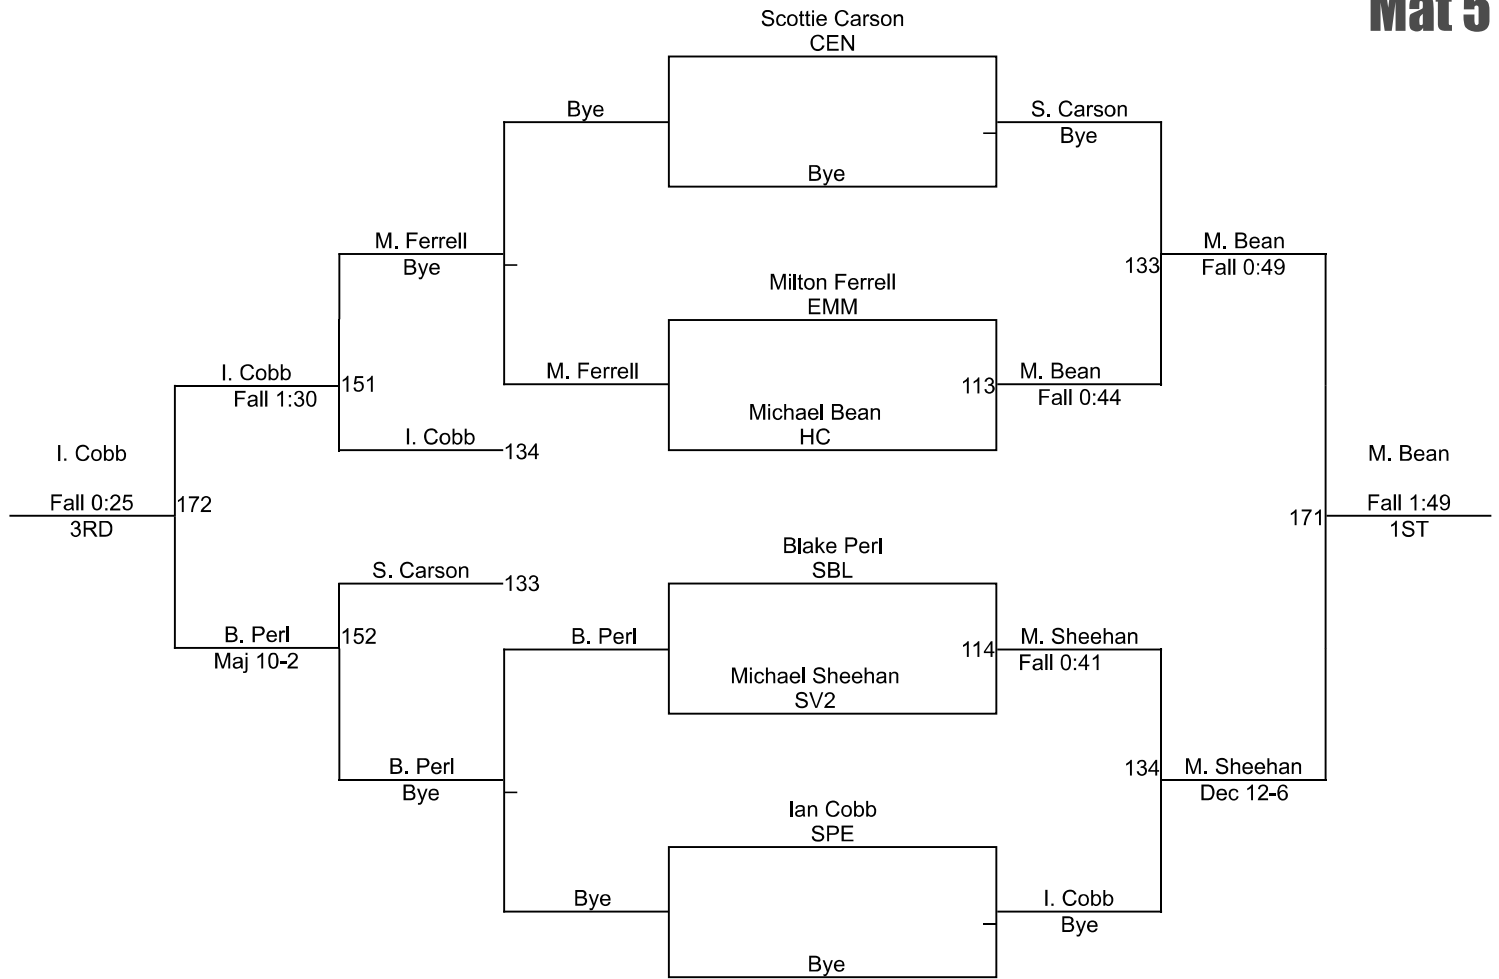 Mat 5
Scottie Carson
CEN
Bye
S. Carson
Bye
Bye
M. Ferrell
Bye
M. Bean
Fall 0:49
133
Milton Ferrell
EMM
M. Ferrell
M. Bean
Fall 0:44
113
I. Cobb
Fall 1:30
151
Michael Bean
HC
I. Cobb
134
I. Cobb
Fall 0:25
3RD
172
M. Bean
Fall 1:49
1ST
171
Blake Perl
SBL
S. Carson
133
B. Perl
Maj 10-2
152
B. Perl
114
M. Sheehan
Fall 0:41
Michael Sheehan
SV2
B. Perl
Bye
134
M. Sheehan
Dec 12-6
Ian Cobb
SPE
Bye
I. Cobb
Bye
Bye